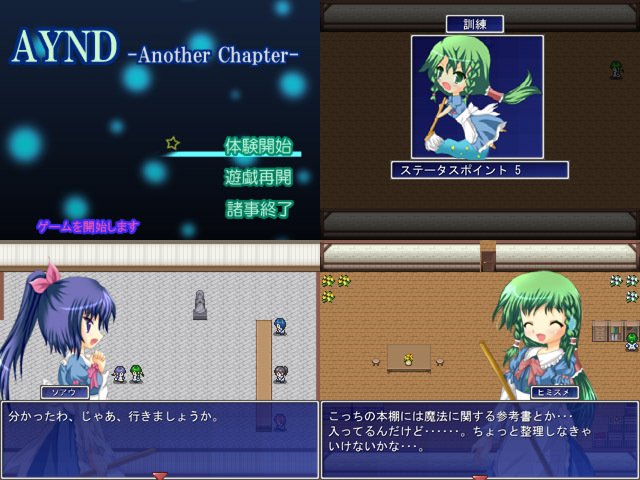 AYND -Another Chapter-
体験開始
遊戯再開
諸事終了
ゲームを開始します
訓練
ステータスポイント 5
ソアウ
分かったわ、じゃあ、行きましょうか。
ヒミスメ
こっちの本棚には魔法に関する参考書とか･･･
入ってるんだけど･･････。ちょっと整理しなきゃ
いけないかな･･･。